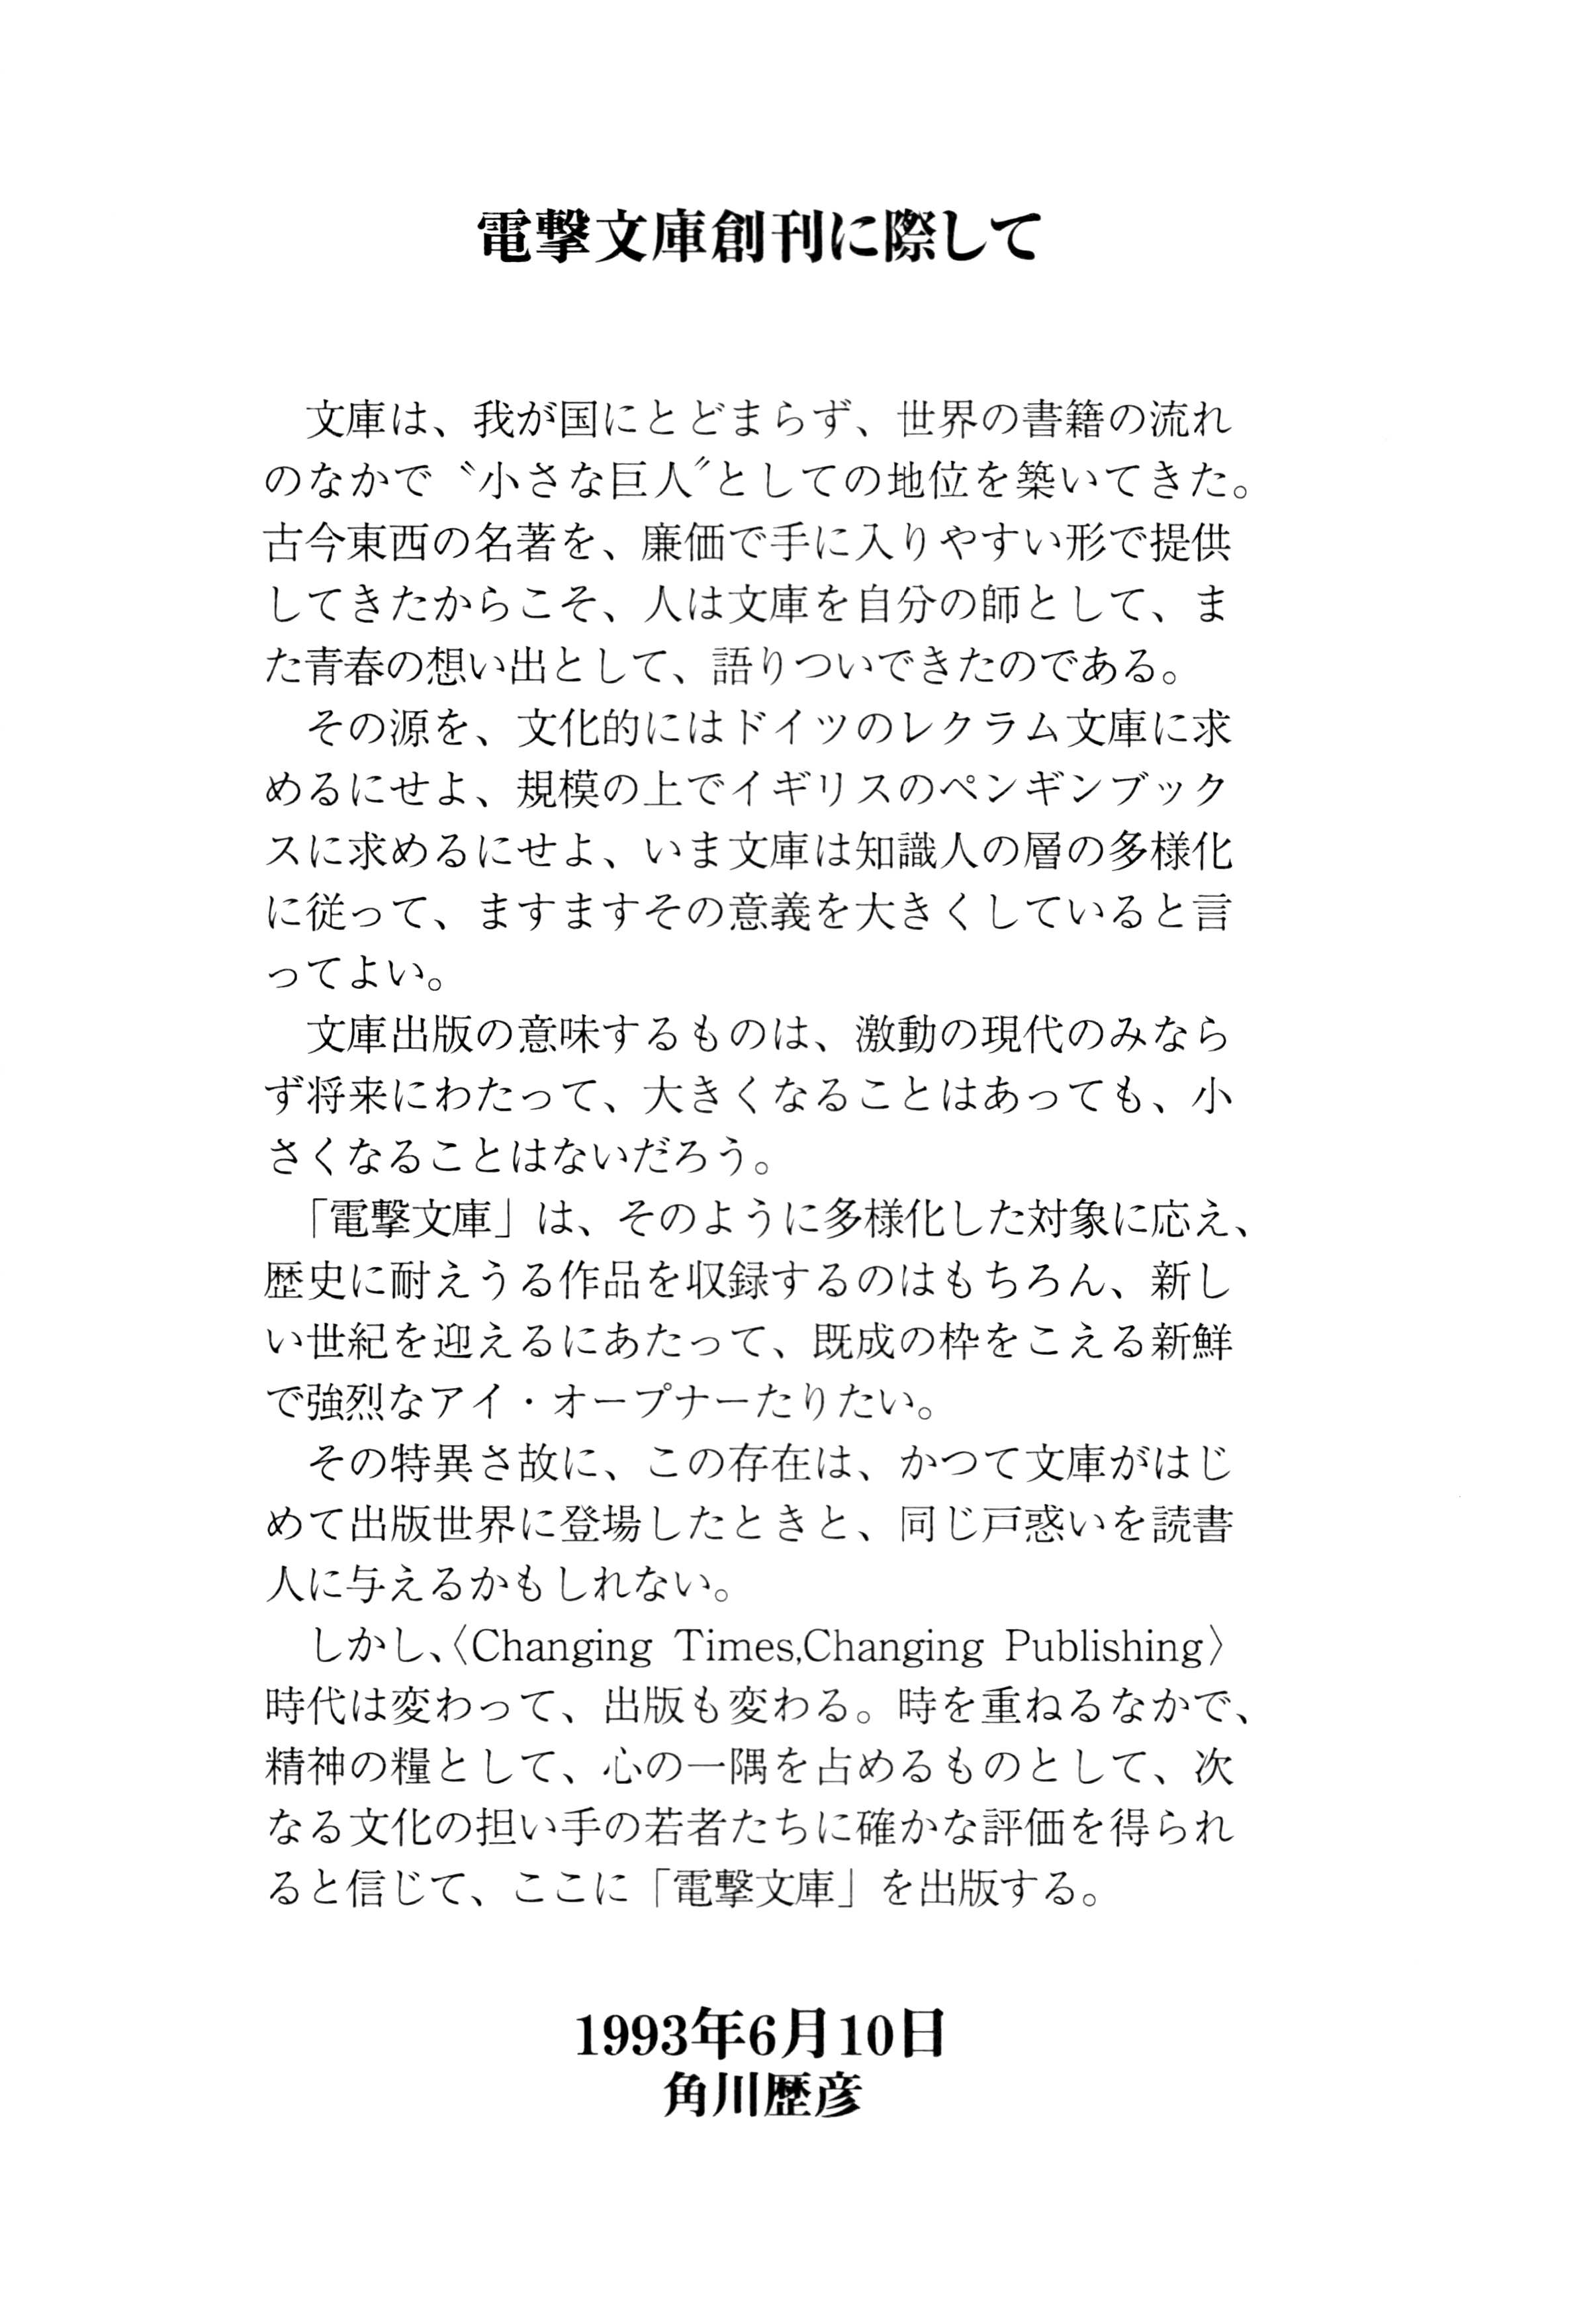 電撃文庫創刊に際して
　文庫は、我が国にとどまらず、世界の書籍の流れ
のなかで〝小さな巨人〟としての地位を築いてきた。
古今東西の名著を、廉価で手に入りやすい形で提供
してきたからこそ、人は文庫を自分の師として、ま
た青春の想い出として、語りついできたのである。
　その源を、文化的にはドイツのレクラム文庫に求
めるにせよ、規模の上でイギリスのペンギンブック
スに求めるにせよ、いま文庫は知識人の層の多様化
に従って、ますますその意義を大きくしていると言
ってよい。
　文庫出版の意味するものは、激動の現代のみなら
ず将来にわたって、大きくなることはあっても、小
さくなることはないだろう。
　「電撃文庫」は、そのように多様化した対象に応え、
歴史に耐えうる作品を収録するのはもちろん、新し
い世紀を迎えるにあたって、既成の枠をこえる新鮮
で強烈なアイ・オープナーたりたい。
　その特異さ故に、この存在は、かつて文庫がはじ
めて出版世界に登場したときと、同じ戸惑いを読書
人に与えるかもしれない。
　しかし、〈Changing Times,Changing Publishing〉
時代は変わって、出版も変わる。時を重ねるなかで、
精神の糧として、心の一隅を占めるものとして、次
なる文化の担い手の若者たちに確かな評価を得られ
ると信じて、ここに「電撃文庫」を出版する。
1993年6月10日
角川歴彦